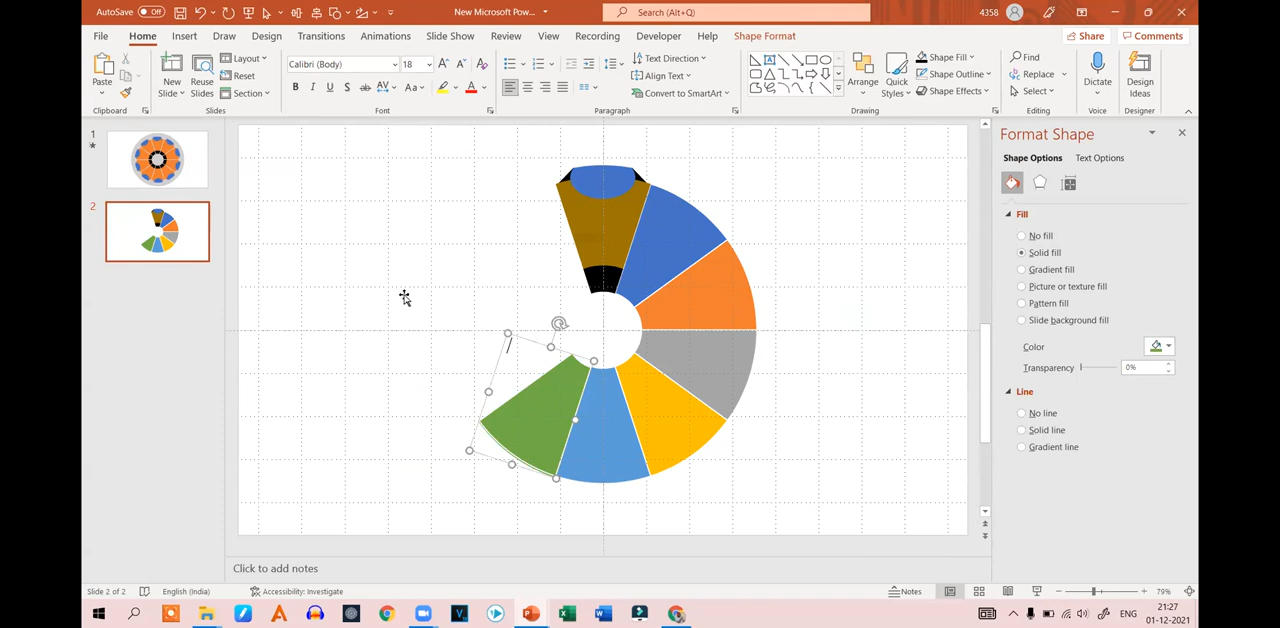 AutoSave Off New Microsoft Pow... Search (Alt+Q) 4358
File Home Insert Draw Design Transitions Animations Slide Show Review View Recording Developer Help Shape Format Share Comments
Paste New Slide Reuse Slides Layout Reset Section
Calibri (Body) 18
B I U S ab AV Aa A
Text Direction Align Text Convert to SmartArt
Arrange Quick Styles Shape Fill Shape Outline Shape Effects
Find Replace Select Dictate Design Ideas
Clipboard Slides Font Paragraph Drawing Editing Voice Designer
1
2
Format Shape
Shape Options Text Options
Fill
No fill
Solid fill
Gradient fill
Picture or texture fill
Pattern fill
Slide background fill
Color
Transparency 0%
Line
No line
Solid line
Gradient line
Click to add notes
Slide 2 of 2 English (India) Accessibility: Investigate Notes 79%
ENG 21:27
01-12-2021